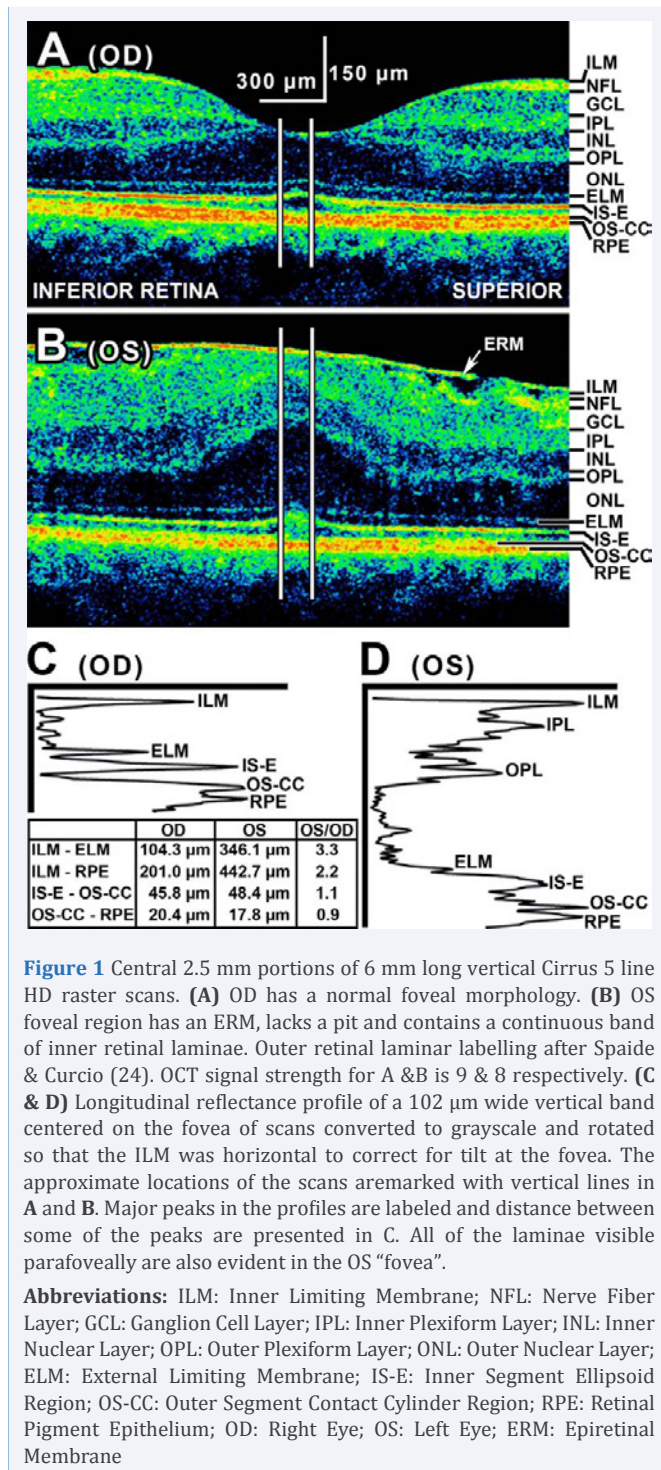 A (OD)
300 µm
150 µm
ILM
NFL
GCL
IPL
INL
OPL
ONL
ELM
IS-E
OS-CC
RPE
INFERIOR RETINA
SUPERIOR
B (OS)
ERM
ILM
NFL
GCL
IPL
INL
OPL
ONL
ELM
IS-E
OS-CC
RPE
C (OD)
ILM
ELM
IS-E
OS-CC
RPE
OD OS OS/OD
ILM - ELM 104.3 µm 346.1 µm 3.3
ILM - RPE 201.0 µm 442.7 µm 2.2
IS-E - OS-CC 45.8 µm 48.4 µm 1.1
OS-CC - RPE 20.4 µm 17.8 µm 0.9
D (OS)
ILM
IPL
OPL
ELM
IS-E
OS-CC
RPE
Figure 1 Central 2.5 mm portions of 6 mm long vertical Cirrus 5 line
HD raster scans. (A) OD has a normal foveal morphology. (B) OS
foveal region has an ERM, lacks a pit and contains a continuous band
of inner retinal laminae. Outer retinal laminar labelling after Spaide
& Curcio (24). OCT signal strength for A &B is 9 & 8 respectively. (C
& D) Longitudinal reflectance profile of a 102 µm wide vertical band
centered on the fovea of scans converted to grayscale and rotated
so that the ILM was horizontal to correct for tilt at the fovea. The
approximate locations of the scans aremarked with vertical lines in
A and B. Major peaks in the profiles are labeled and distance between
some of the peaks are presented in C. All of the laminae visible
parafoveally are also evident in the OS “fovea”.
Abbreviations: ILM: Inner Limiting Membrane; NFL: Nerve Fiber
Layer; GCL: Ganglion Cell Layer; IPL: Inner Plexiform Layer; INL: Inner
Nuclear Layer; OPL: Outer Plexiform Layer; ONL: Outer Nuclear Layer;
ELM: External Limiting Membrane; IS-E: Inner Segment Ellipsoid
Region; OS-CC: Outer Segment Contact Cylinder Region; RPE: Retinal
Pigment Epithelium; OD: Right Eye; OS: Left Eye; ERM: Epiretinal
Membrane